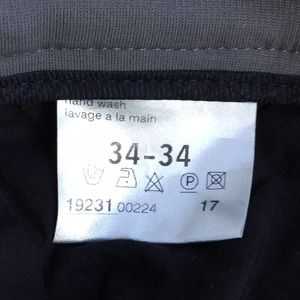 hand wash
lavage a la main
34-34
P
19231 00224 17